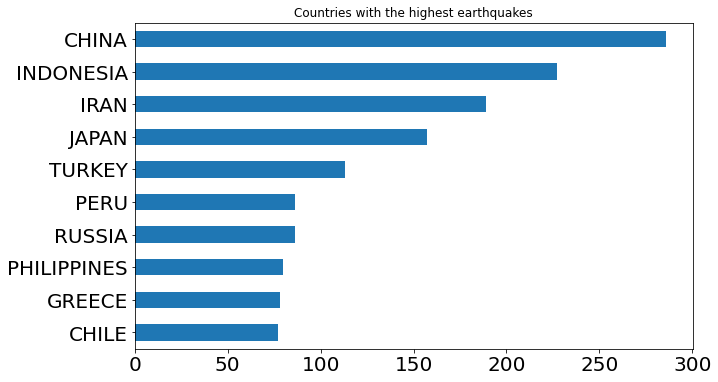 Countries with the highest earthquakes
CHINA
INDONESIA
IRAN
JAPAN
TURKEY
PERU
RUSSIA
PHILIPPINES
GREECE
CHILE
0 50 100 150 200 250 300